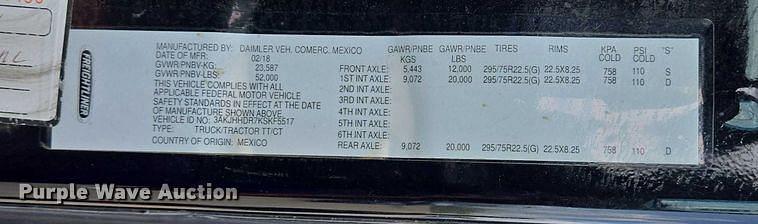 FREIGHTLINER
MANUFACTURED BY: DAIMLER VEH. COMERC. MEXICO
DATE OF MFR: 02/18
GVWR/PNBV-KG: 23,587
GVWR/PNBV-LBS: 52,000
THIS VEHICLE COMPLIES WITH ALL
APPLICABLE FEDERAL MOTOR VEHICLE
SAFETY STANDARDS IN EFFECT AT THE DATE
OF MANUFACTURE SHOWN ABOVE
VEHICLE ID NO.: 3AKJHHDR7KSKF5517
TYPE: TRUCK/TRACTOR TT/CT
COUNTRY OF ORIGIN: MEXICO
GAWR/PNBE GAWR/PNBE TIRES RIMS KPA PSI "S"
KGS LBS COLD COLD
FRONT AXLE: 5,443 12,000 295/75R22.5(G) 22.5X8.25 758 110 S
1ST INT AXLE: 9,072 20,000 295/75R22.5(G) 22.5X8.25 758 110 D
2ND INT AXLE:
3RD INT AXLE:
4TH INT AXLE:
5TH INT AXLE:
6TH INT AXLE:
REAR AXLE: 9,072 20,000 295/75R22.5(G) 22.5X8.25 758 110 D
Purple Wave Auction